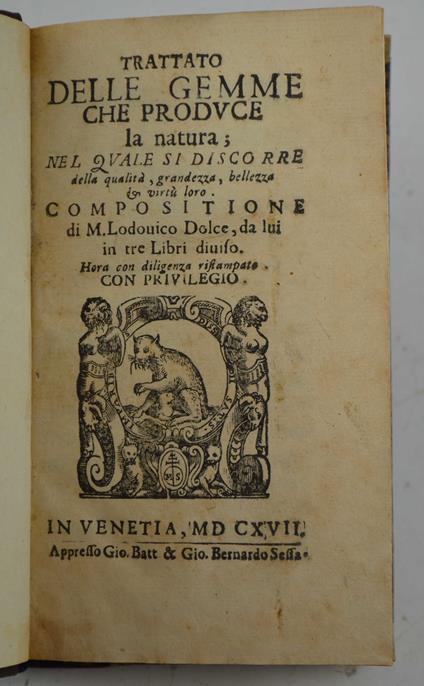 TRATTATO
DELLE GEMME
CHE PRODVCE
la natura;
NEL QVALE SI DISCORRE
della qualità, grandezza, bellezza
& virtù loro.
COMPOSITIONE
di M. Lodouico Dolce, da lui
in tre Libri diuiſo.
Hora con diligenza riſtampato.
CON PRIVILEGIO.
IN VENETIA, MD CXVII.
Appreſſo Gio. Batt & Gio. Bernardo Seſſa.